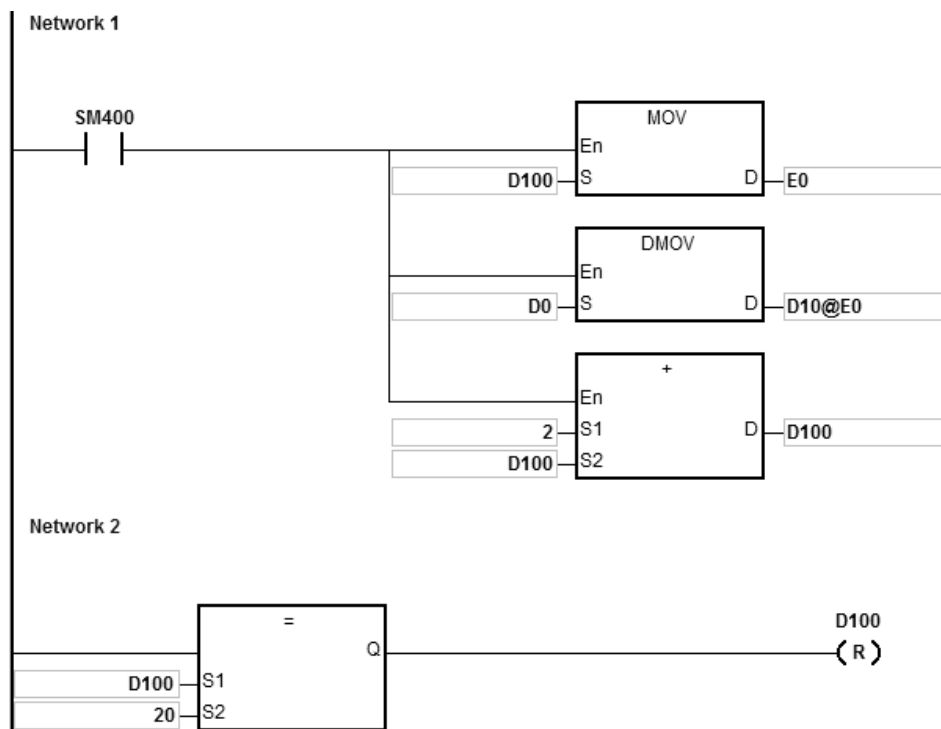 Network 1
SM400
MOV
En
D100 S D E0
DMOV
En
D0 S D D10@E0
+
En
2 S1 D D100
D100 S2
Network 2
= D100
Q ( R )
D100 S1
20 S2